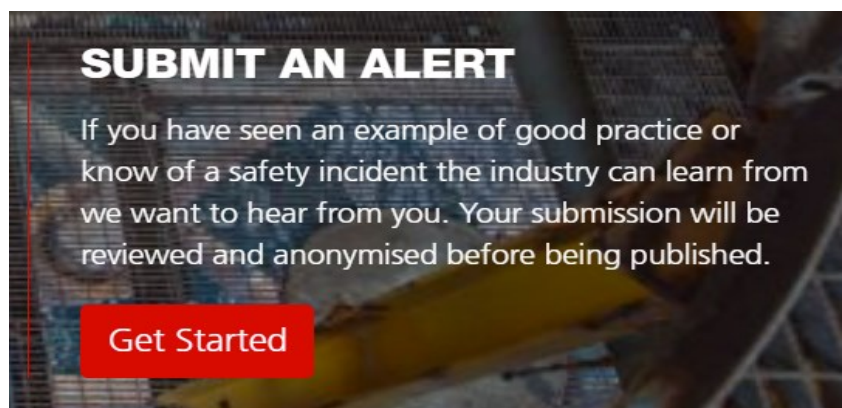 SUBMIT AN ALERT
If you have seen an example of good practice or
know of a safety incident the industry can learn from
we want to hear from you. Your submission will be
reviewed and anonymised before being published.
Get Started